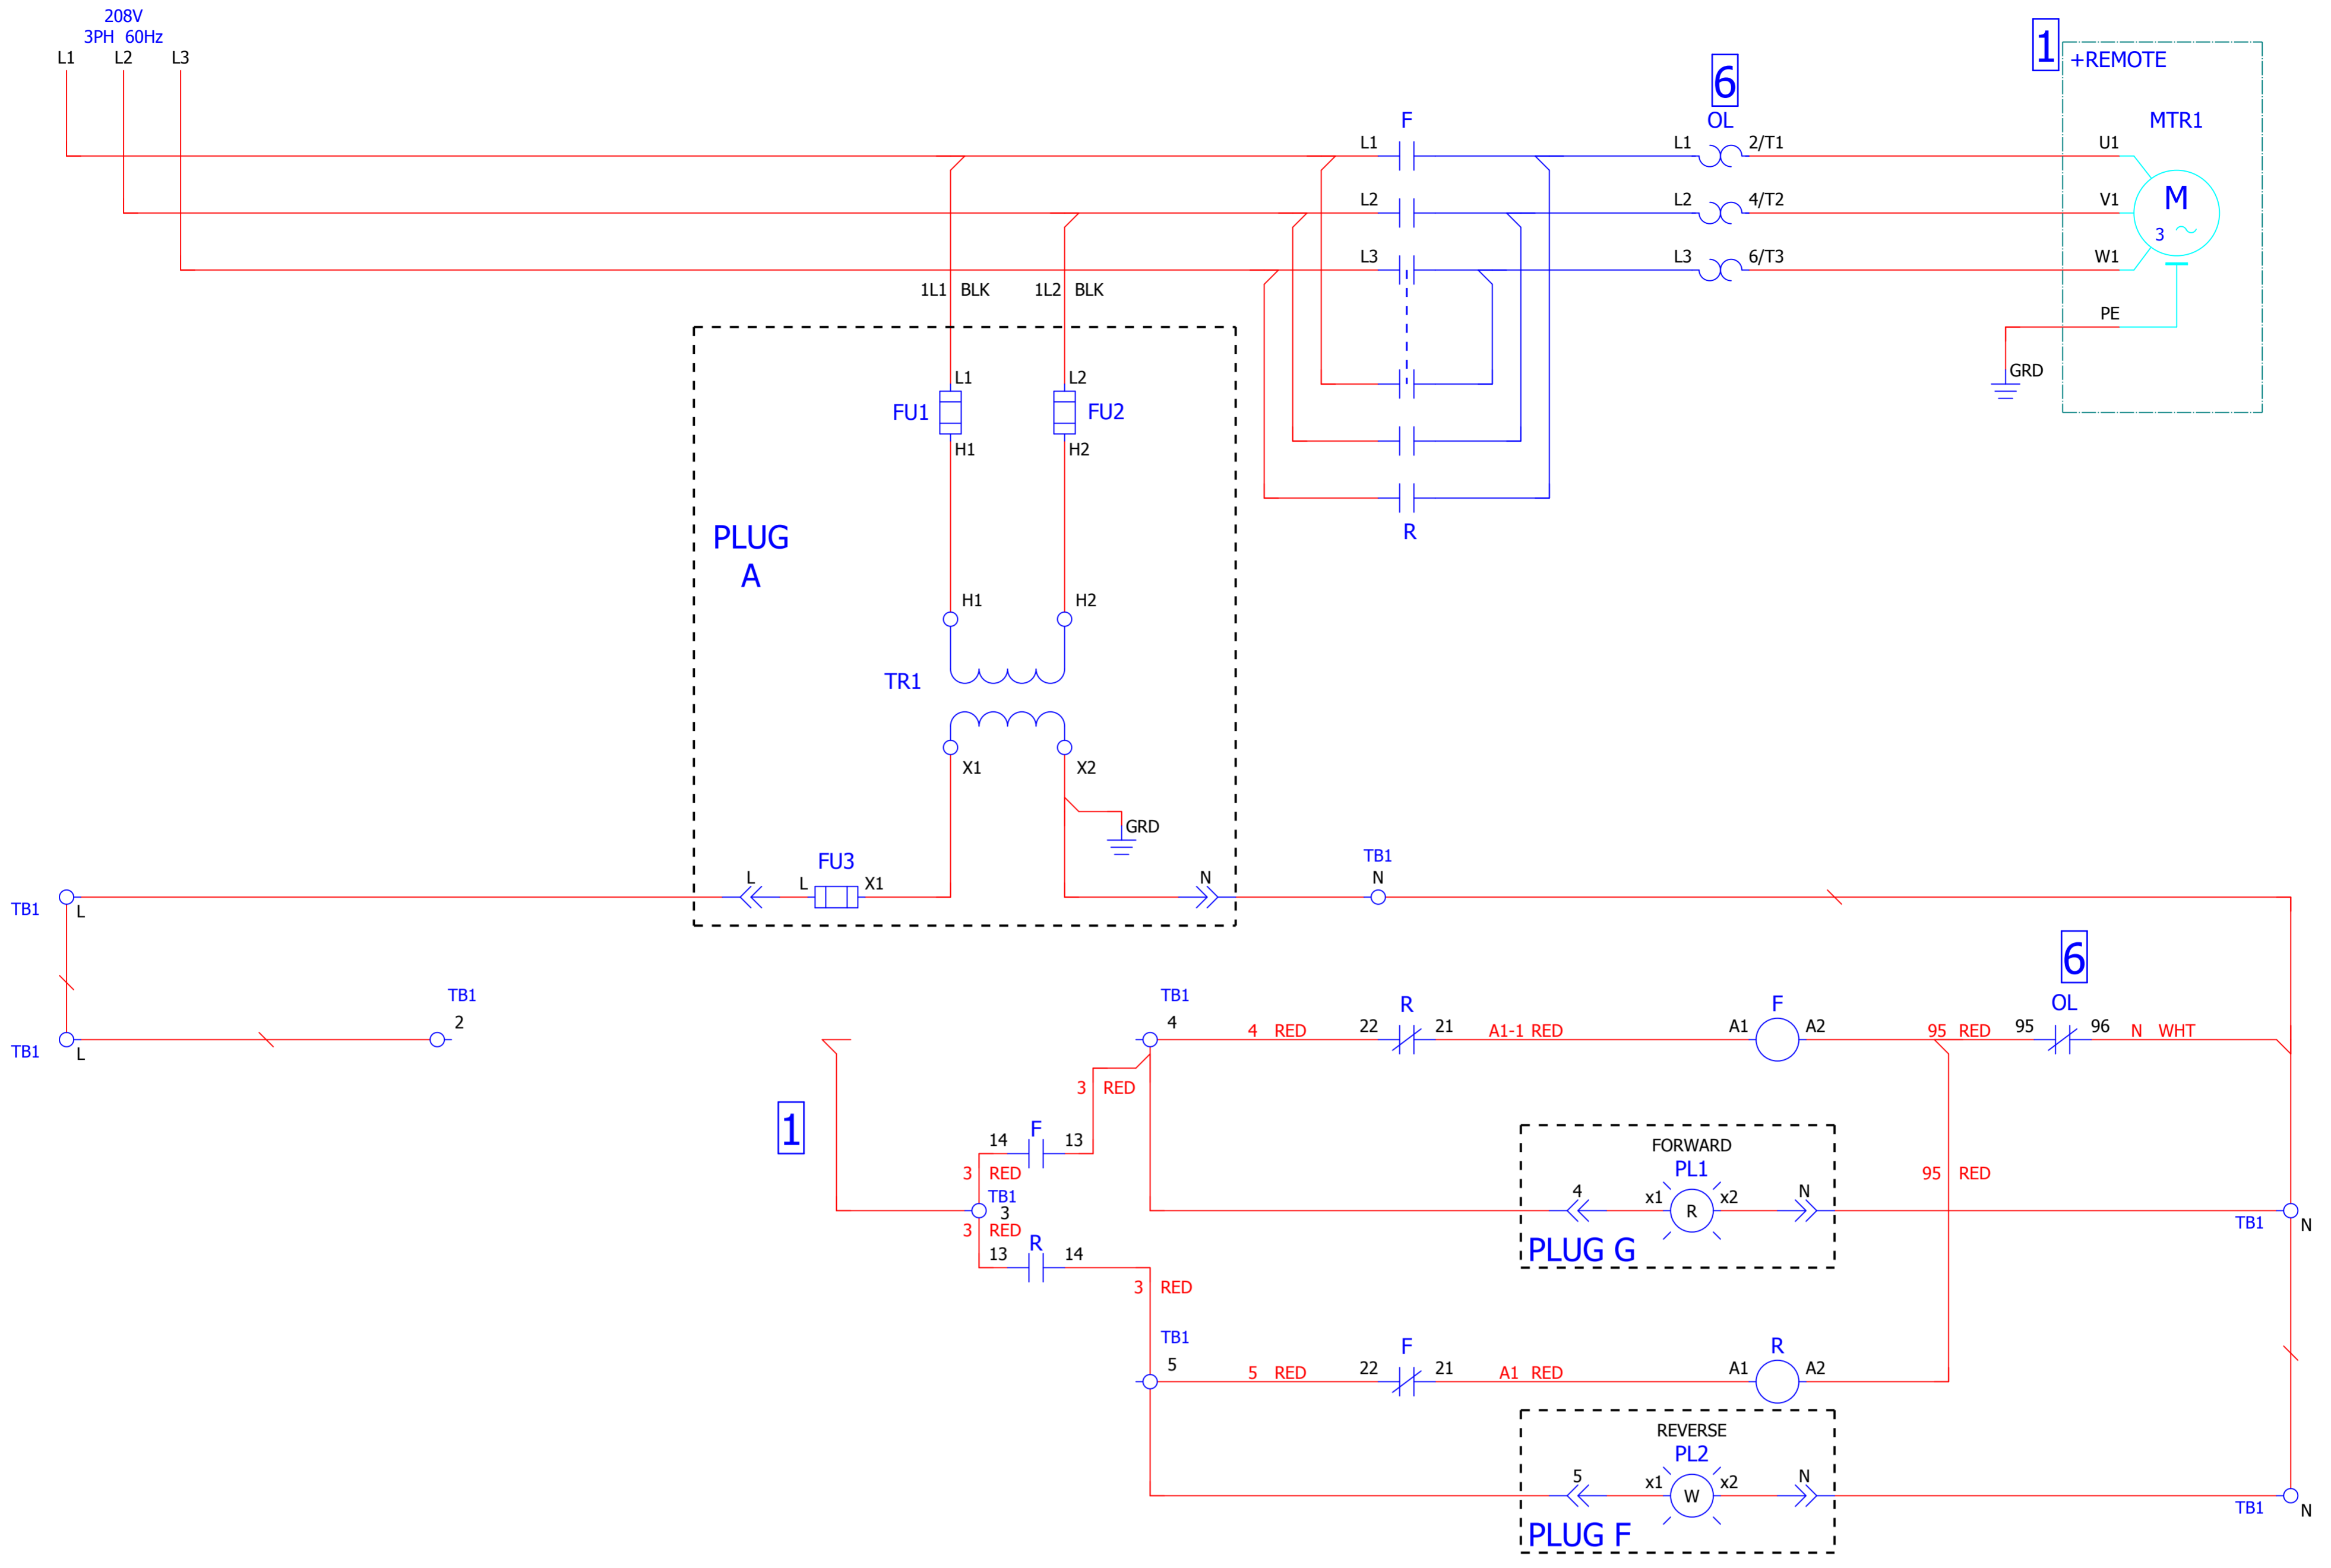 208V
3PH 60Hz
L1 L2 L3
1 +REMOTE
6
F OL MTR1
L1 L1 2/T1 U1
L2 L2 4/T2 V1
M
3
L3 L3 6/T3 W1
1L1 BLK 1L2 BLK
PE
GRD
L1 L2
FU1 FU2
H1 H2
R
PLUG
A
H1 H2
TR1
X1 X2
GRD
FU3
TB1
L L X1 N N
TB1 L
6
TB1 TB1 R F OL
2 4
4 RED 22 21 A1-1 RED A1 A2 95 RED 95 96 N WHT
TB1 L
3 RED
1
F
14 13
FORWARD
3 RED
PL1
95 RED
TB1
3
4 x1 x2 N
R
TB1 N
3 RED
R
13 14
PLUG G
3 RED
TB1 F R
5
5 RED 22 21 A1 RED A1 A2
REVERSE
PL2
5 x1 x2 N
W
TB1 N
PLUG F